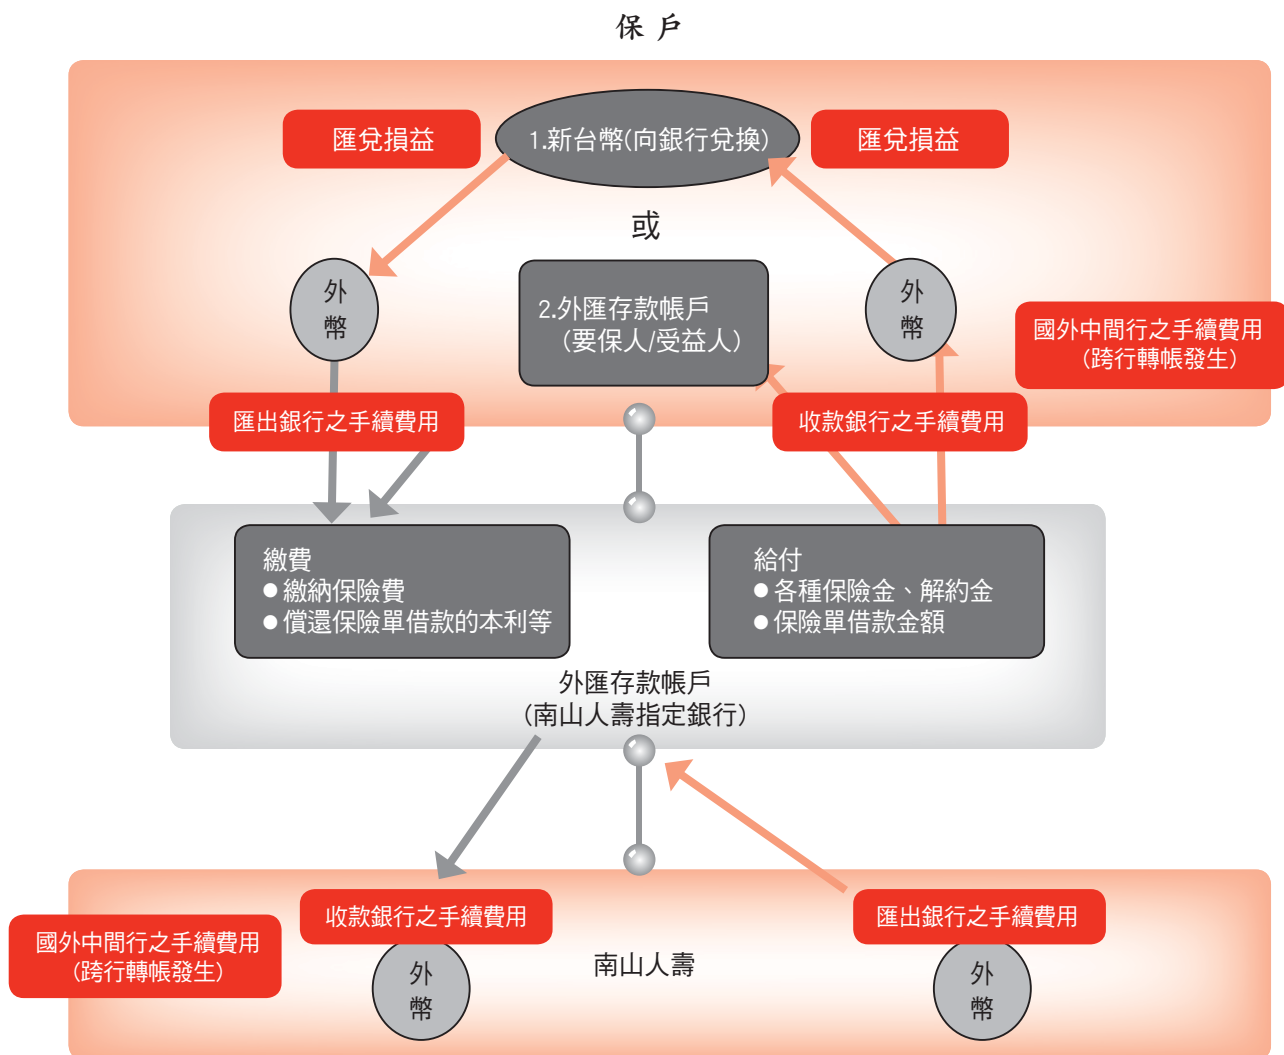 保戶
匯兌損益
1.新台幣(向銀行兌換)
匯兌損益
或
外
幣
2.外匯存款帳戶
(要保人/受益人)
外
幣
國外中間行之手續費用
(跨行轉帳發生)
匯出銀行之手續費用
收款銀行之手續費用
繳費
●繳納保險費
●償還保險單借款的本利等
給付
●各種保險金、解約金
●保險單借款金額
外匯存款帳戶
(南山人壽指定銀行)
收款銀行之手續費用
匯出銀行之手續費用
國外中間行之手續費用
(跨行轉帳發生)
外
幣
南山人壽
外
幣